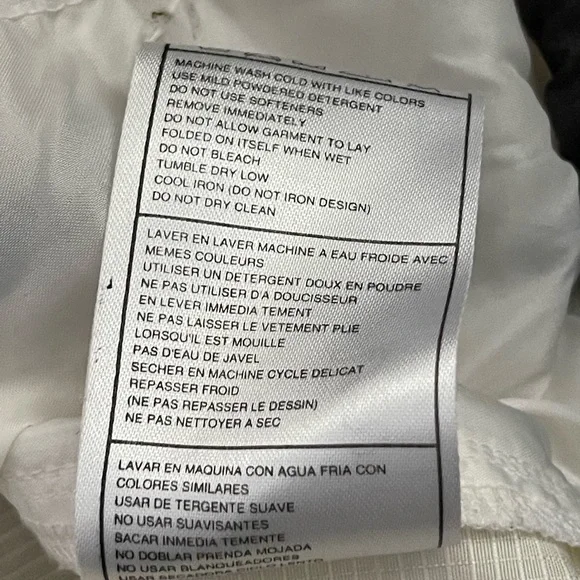 MACHINE WASH COLD WITH LIKE COLORS
USE MILD POWDERED DETERGENT
DO NOT USE SOFTENERS
REMOVE IMMEDIATELY
DO NOT ALLOW GARMENT TO LAY
FOLDED ON ITSELF WHEN WET
DO NOT BLEACH
TUMBLE DRY LOW
COOL IRON (DO NOT IRON DESIGN)
DO NOT DRY CLEAN
LAVER EN LAVER MACHINE A EAU FROIDE AVEC
MEMES COULEURS
UTILISER UN DETERGENT DOUX EN POUDRE
NE PAS UTILISER D'A DOUCISSEUR
EN LEVER IMMEDIA TEMENT
NE PAS LAISSER LE VETEMENT PLIE
LORSQU'IL EST MOUILLE
PAS D'EAU DE JAVEL
SECHER EN MACHINE CYCLE DELICAT
REPASSER FROID
(NE PAS REPASSER LE DESSIN)
NE PAS NETTOYER A SEC
LAVAR EN MAQUINA CON AGUA FRIA CON
COLORES SIMILARES
USAR DE TERGENTE SUAVE
NO USAR SUAVISANTES
SACAR INMEDIA TEMENTE
NO DOBLAR PRENDA MOJADA
NO USAR BLANQUEADORES
USAR SECADORA CICLO LENTO